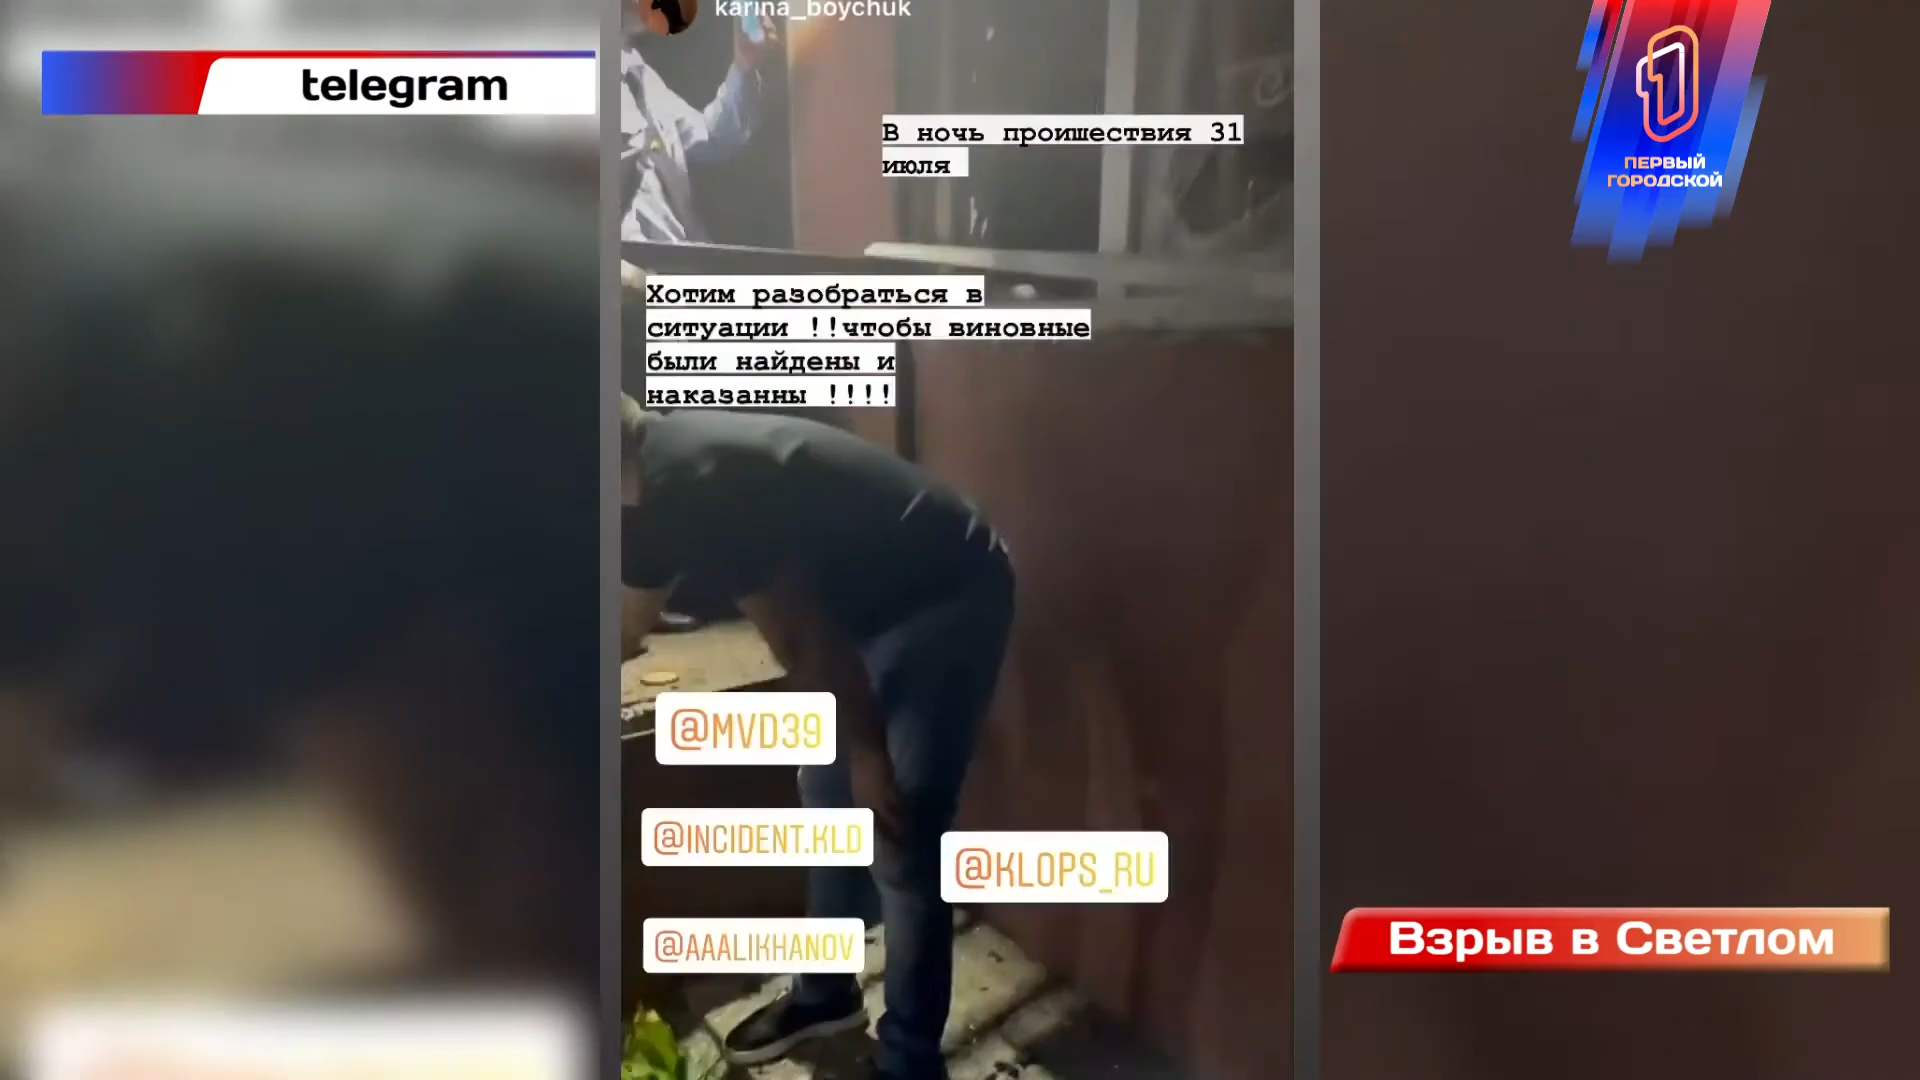 karina_boychuk
telegram
В ночь проишествия 31
июля
ПЕРВЫЙ
ГОРОДСКОЙ
Хотим разобраться в
ситуации !!чтобы виновные
были найдены и
наказанны !!!!
@MVD39
@INCIDENT.KLD
@KLOPS_RU
@AAALIKHANOV
Взрыв в Светлом